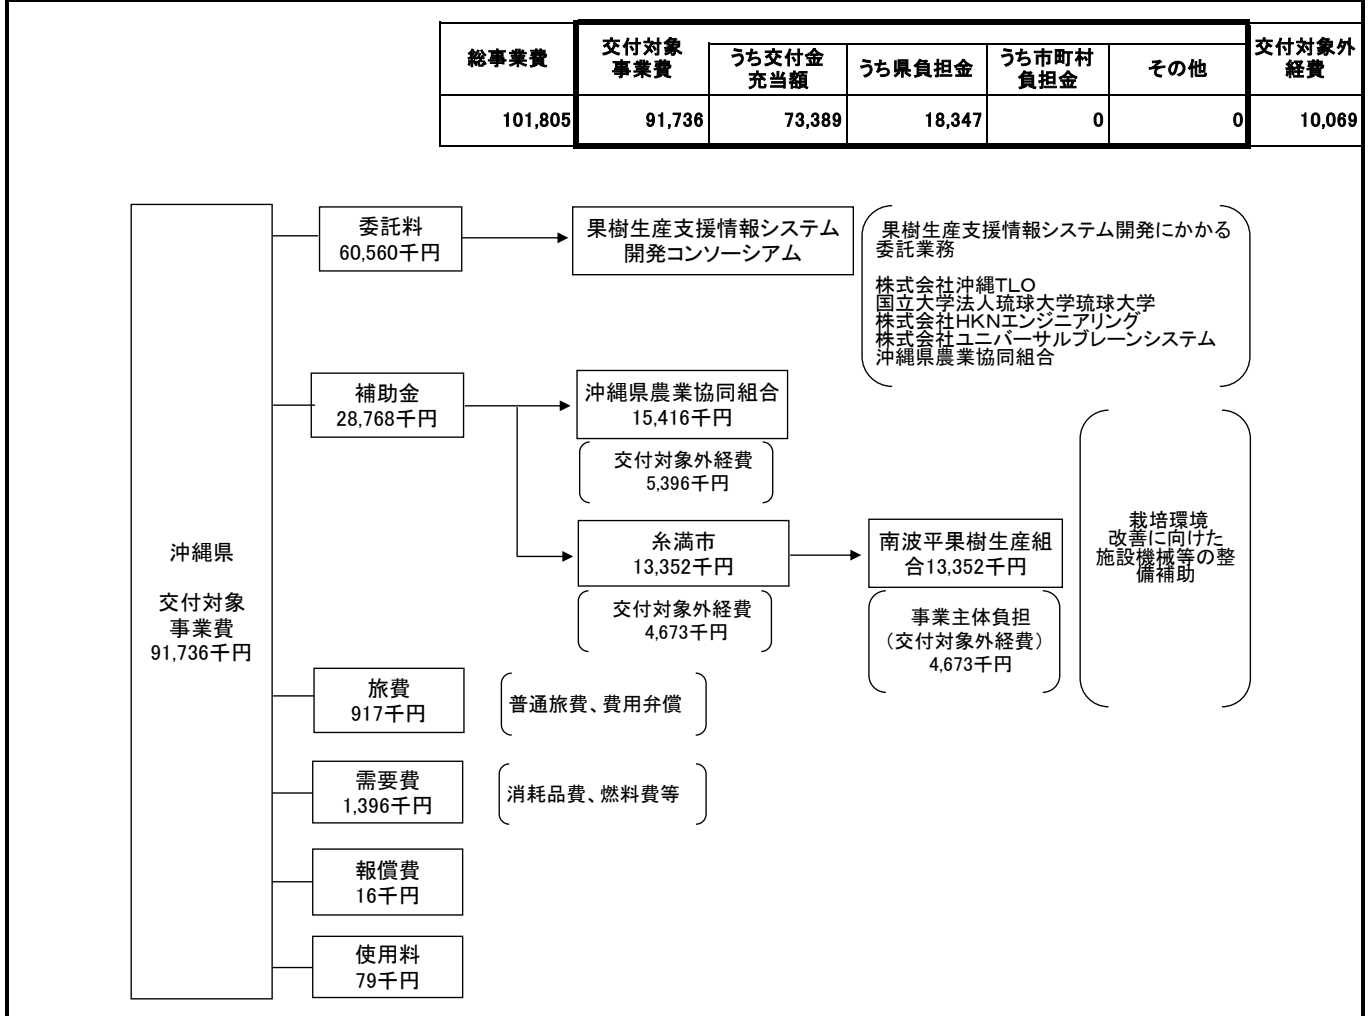 総事業費
交付対象
事業費
うち交付金
充当額
うち県負担金
うち市町村
負担金
その他
交付対象外
経費
101,805
91,736
73,389
18,347
0
0
10,069
沖縄県
交付対象
事業費
91,736千円
委託料
60,560千円
果樹生産支援情報システム
開発コンソーシアム
果樹生産支援情報システム開発にかかる
委託業務
株式会社沖縄TLO
国立大学法人琉球大学琉球大学
株式会社HKNエンジニアリング
株式会社ユニバーサルブレーンシステム
沖縄県農業協同組合
補助金
28,768千円
沖縄県農業協同組合
15,416千円
交付対象外経費
5,396千円
糸満市
13,352千円
交付対象外経費
4,673千円
南波平果樹生産組
合13,352千円
事業主体負担
（交付対象外経費）
4,673千円
栽培環境
改善に向けた
施設機械等の整
備補助
旅費
917千円
普通旅費、費用弁償
需要費
1,396千円
消耗品費、燃料費等
報償費
16千円
使用料
79千円